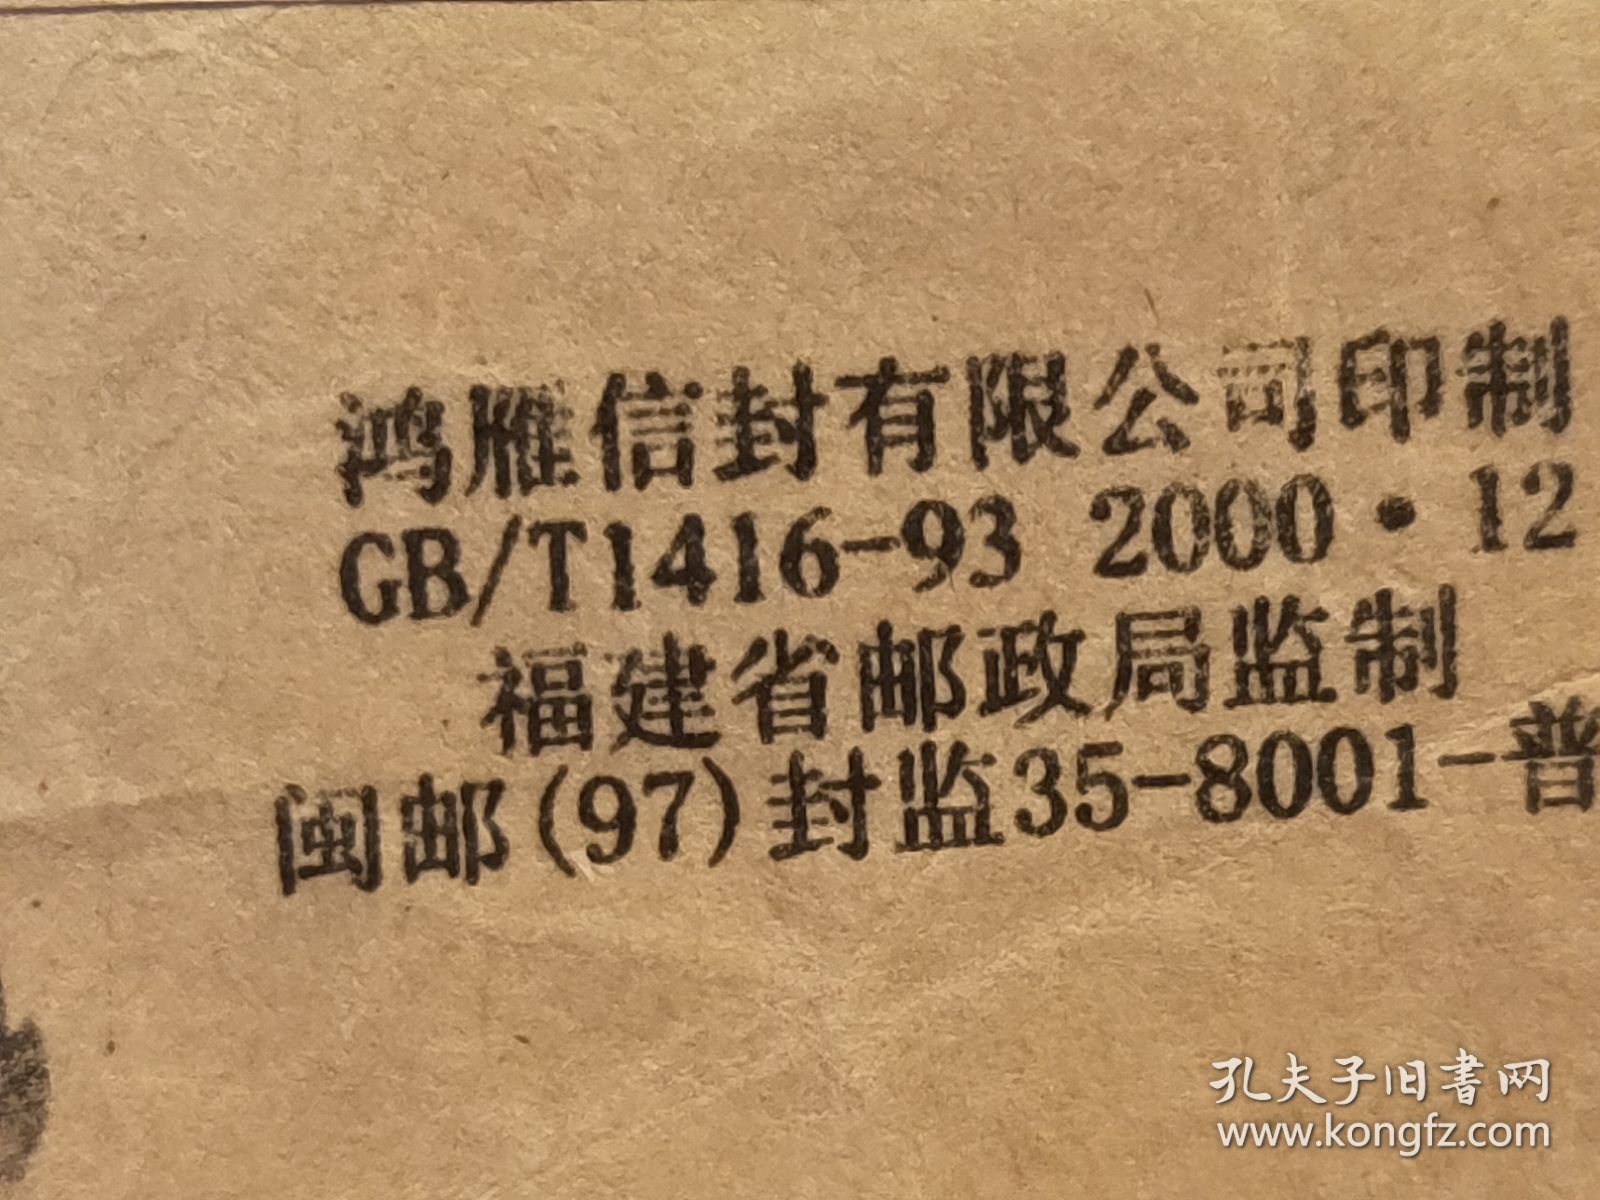 鸿雁信封有限公司印制
GB/T1416-93 2000·12
福建省邮政局监制
闽邮(97)封监35-8001-普
孔夫子旧书网
www.kongfz.com